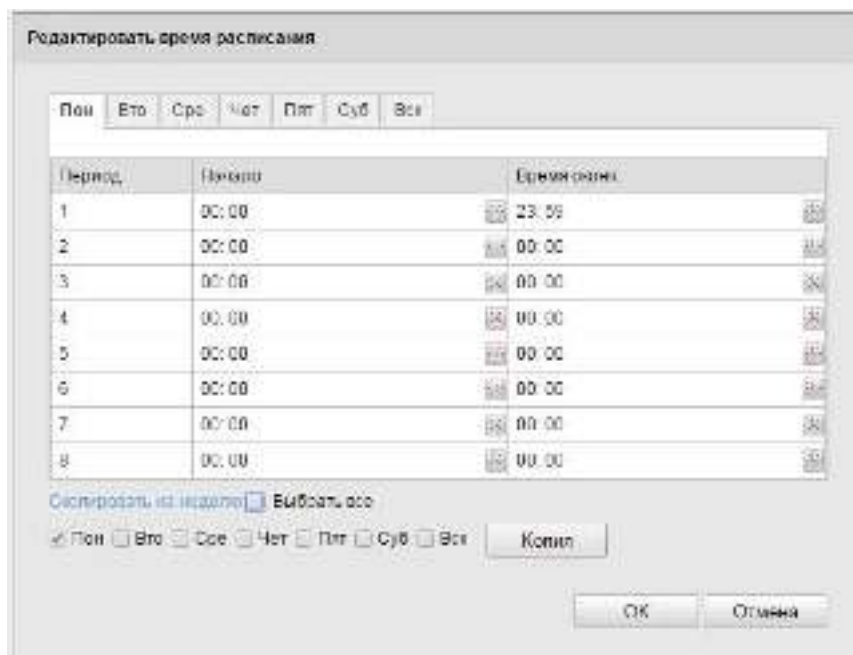 Редактировать время расписания
Пон Вто Сре Чет Пят Суб Вск
Период Начало Время оконч.
1 00: 00 23: 59
2 00: 00 00: 00
3 00: 00 00: 00
4 00: 00 00: 00
5 00: 00 00: 00
6 00: 00 00: 00
7 00: 00 00: 00
8 00: 00 00: 00
Скопировать на неделю Выбрать все
Пон Вто Сре Чет Пят Суб Вск Копил
OK Отмена